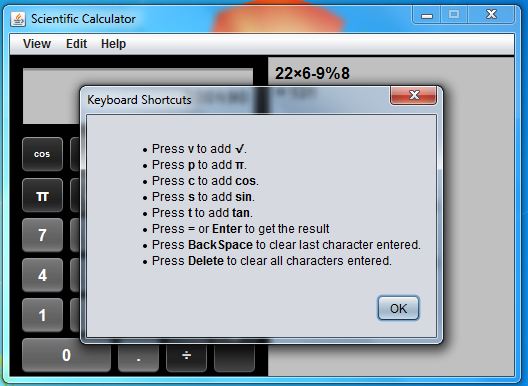 Scientific Calculator
View Edit Help
22×6-9%8
Keyboard Shortcuts
• Press v to add √.
• Press p to add π.
• Press c to add cos.
• Press s to add sin.
• Press t to add tan.
• Press = or Enter to get the result
• Press BackSpace to clear last character entered.
• Press Delete to clear all characters entered.
OK
cos
π
7
4
1
0 . ÷